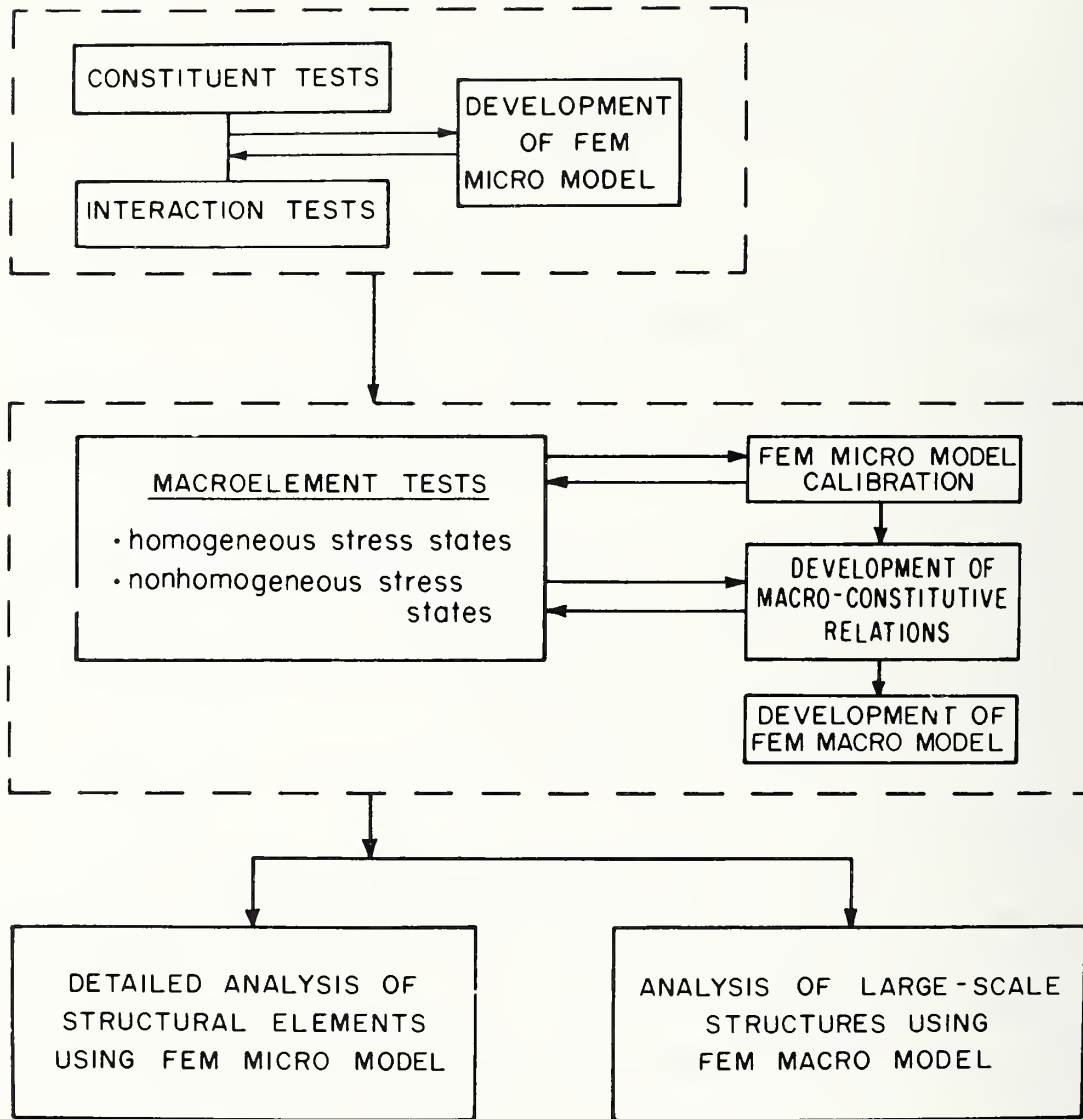 CONSTITUENT TESTS
DEVELOPMENT
OF FEM
MICRO MODEL
INTERACTION TESTS
MACROELEMENT TESTS
• homogeneous stress states
• nonhomogeneous stress
states
FEM MICRO MODEL
CALIBRATION
DEVELOPMENT OF
MACRO-CONSTITUTIVE
RELATIONS
DEVELOPMENT OF
FEM MACRO MODEL
DETAILED ANALYSIS OF
STRUCTURAL ELEMENTS
USING FEM MICRO MODEL
ANALYSIS OF LARGE-SCALE
STRUCTURES USING
FEM MACRO MODEL